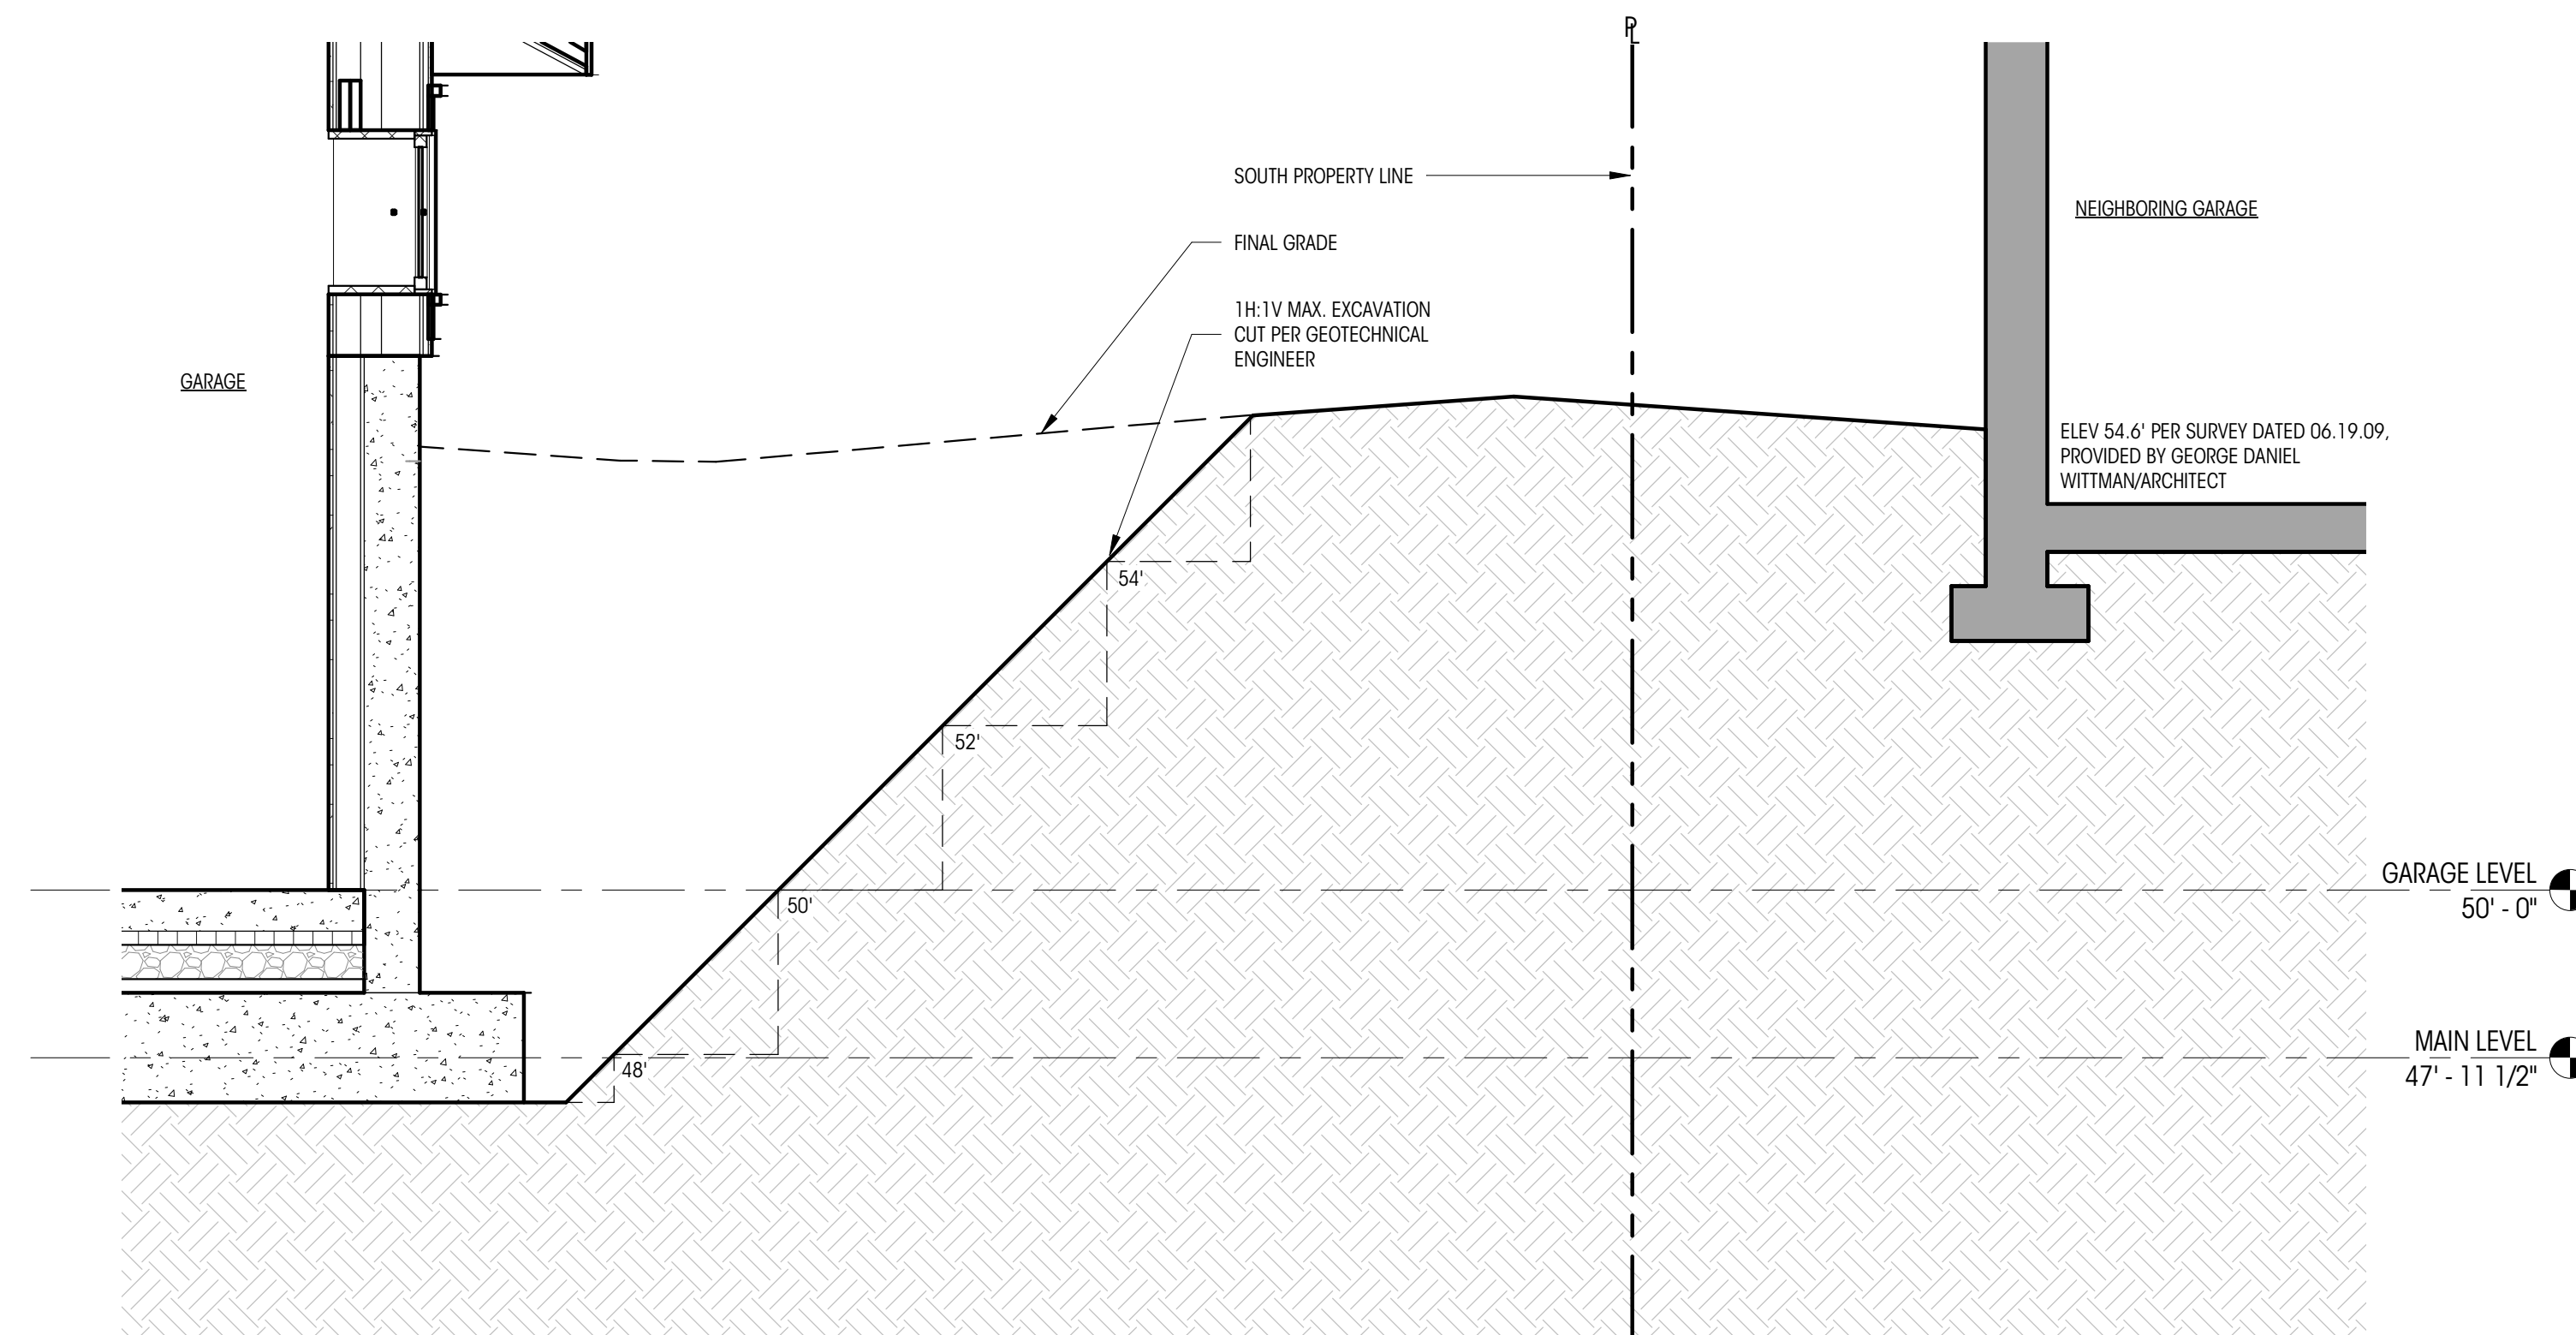 PL
SOUTH PROPERTY LINE
NEIGHBORING GARAGE
FINAL GRADE
1H:1V MAX. EXCAVATION
CUT PER GEOTECHNICAL
ENGINEER
GARAGE
ELEV 54.6' PER SURVEY DATED 06.19.09,
PROVIDED BY GEORGE DANIEL
WITTMAN/ARCHITECT
54'
52'
50'
48'
GARAGE LEVEL
50' - 0"
MAIN LEVEL
47' - 11 1/2"